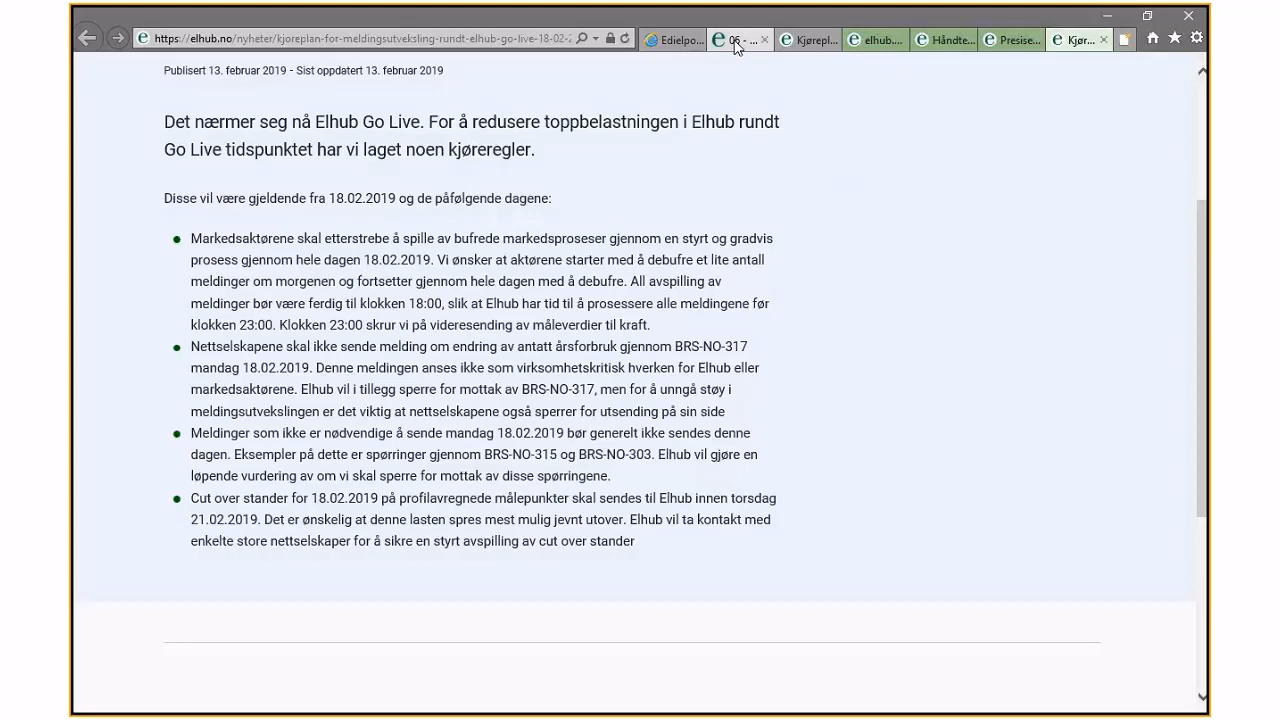 https://elhub.no/nyheter/kjoreplan-for-meldingsutveksling-rundt-elhub-go-live-18-02-2
Edielpo...
06 - ...
Kjørepl...
elhub....
Håndte...
Presise...
Kjør...
Publisert 13. februar 2019 - Sist oppdatert 13. februar 2019
Det nærmer seg nå Elhub Go Live. For å redusere toppbelastningen i Elhub rundt
Go Live tidspunktet har vi laget noen kjøreregler.
Disse vil være gjeldende fra 18.02.2019 og de påfølgende dagene:
Markedsaktørene skal etterstrebe å spille av bufrede markedsproseser gjennom en styrt og gradvis
prosess gjennom hele dagen 18.02.2019. Vi ønsker at aktørene starter med å debufre et lite antall
meldinger om morgenen og fortsetter gjennom hele dagen med å debufre. All avspilling av
meldinger bør være ferdig til klokken 18:00, slik at Elhub har tid til å prosessere alle meldingene før
klokken 23:00. Klokken 23:00 skrur vi på videresending av måleverdier til kraft.
Nettselskapene skal ikke sende melding om endring av antatt årsforbruk gjennom BRS-NO-317
mandag 18.02.2019. Denne meldingen anses ikke som virksomhetskritisk hverken for Elhub eller
markedsaktørene. Elhub vil i tillegg sperre for mottak av BRS-NO-317, men for å unngå støy i
meldingsutvekslingen er det viktig at nettselskapene også sperrer for utsending på sin side
Meldinger som ikke er nødvendige å sende mandag 18.02.2019 bør generelt ikke sendes denne
dagen. Eksempler på dette er spørringer gjennom BRS-NO-315 og BRS-NO-303. Elhub vil gjøre en
løpende vurdering av om vi skal sperre for mottak av disse spørringene.
Cut over stander for 18.02.2019 på profilavregnede målepunkter skal sendes til Elhub innen torsdag
21.02.2019. Det er ønskelig at denne lasten spres mest mulig jevnt utover. Elhub vil ta kontakt med
enkelte store nettselskaper for å sikre en styrt avspilling av cut over stander